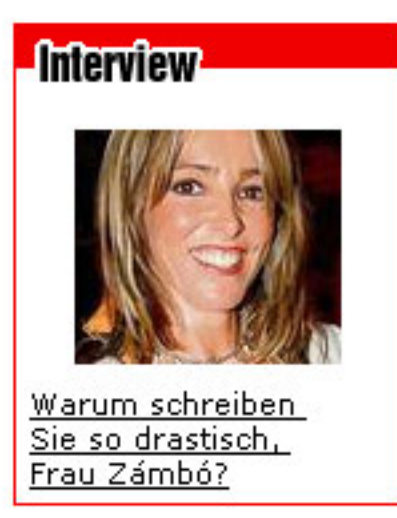 Interview
Warum schreiben
Sie so drastisch,
Frau Zámbó?